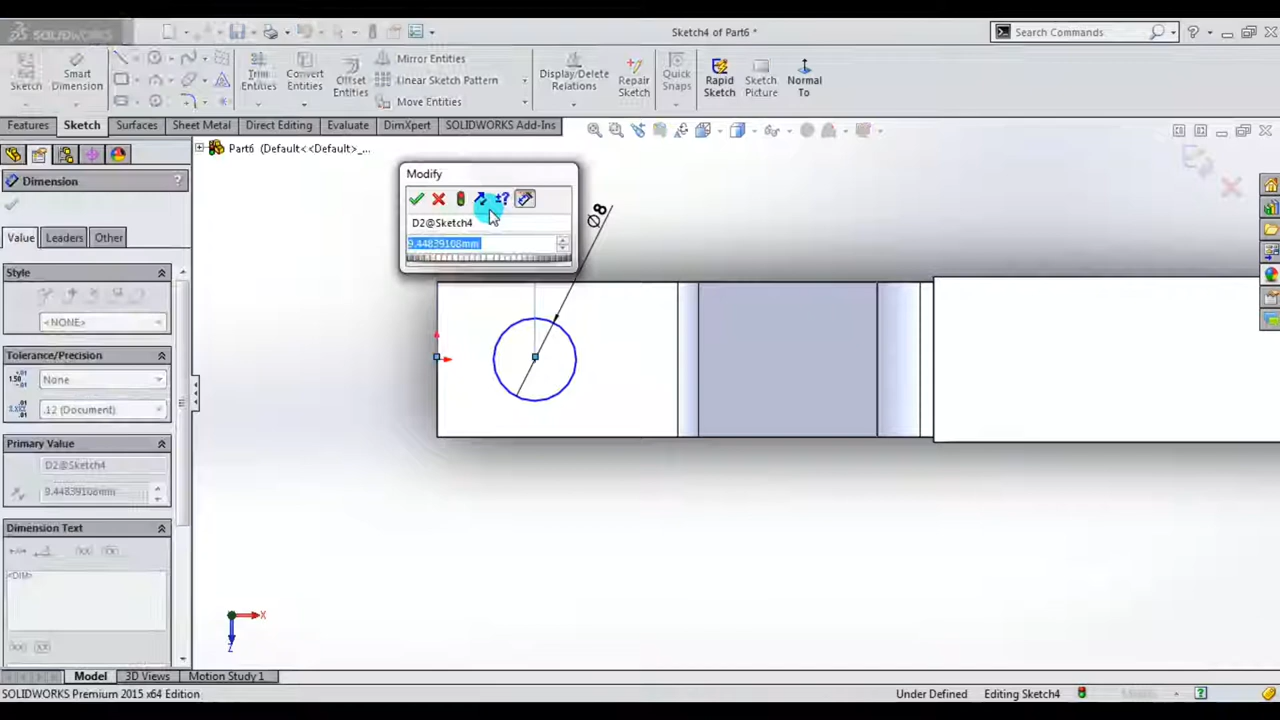 SOLIDWORKS
Sketch4 of Part6 *
Search Commands
Sketch
Smart Dimension
Trim Entities
Convert Entities
Offset Entities
Mirror Entities
Linear Sketch Pattern
Move Entities
Display/Delete Relations
Repair Sketch
Quick Snaps
Rapid Sketch
Sketch Picture
Normal To
Features
Sketch
Surfaces
Sheet Metal
Direct Editing
Evaluate
DimXpert
SOLIDWORKS Add-Ins
Part6 (Default<<Default>_...
Dimension
?
Value
Leaders
Other
Style
<NONE>
Tolerance/Precision
None
.12 (Document)
Primary Value
D2@Sketch4
9.44839108mm
Dimension Text
<DIM>
Modify
D2@Sketch4
9.44839108mm
⌀8
X
Z
Model
3D Views
Motion Study 1
SOLIDWORKS Premium 2015 x64 Edition
Under Defined
Editing Sketch4